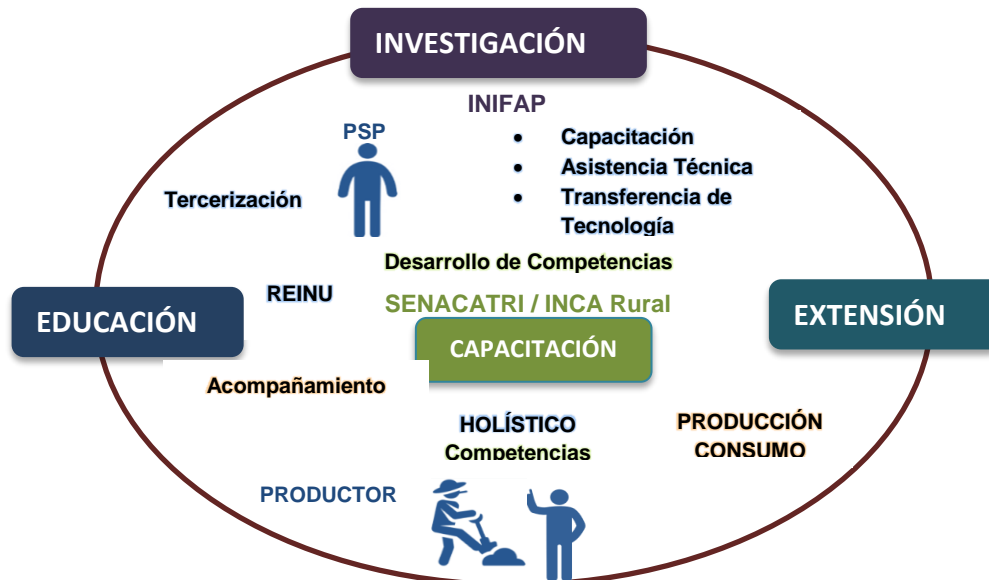 INVESTIGACIÓN
INIFAP
PSP
• Capacitación
• Asistencia Técnica
• Transferencia de
Tecnología
Tercerización
Desarrollo de Competencias
REINU
SENACATRI / INCA Rural
EDUCACIÓN
EXTENSIÓN
CAPACITACIÓN
Acompañamiento
HOLÍSTICO
Competencias
PRODUCCIÓN
CONSUMO
PRODUCTOR